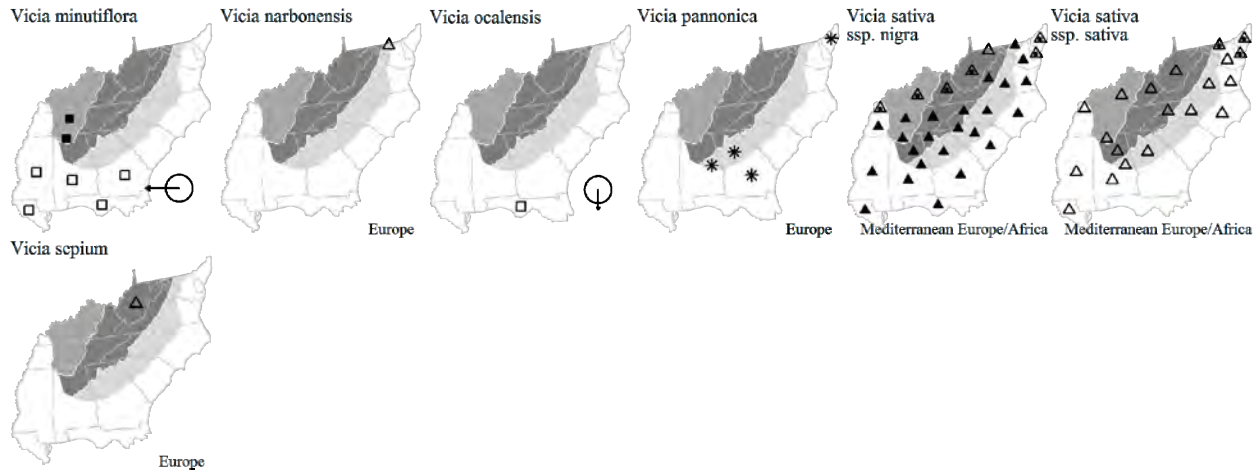 Vicia minutiflora
Vicia narbonensis
Vicia ocalensis
Vicia pannonica
Vicia sativa
ssp. nigra
Vicia sativa
ssp. sativa
Europe
Europe
Mediterranean Europe/Africa
Mediterranean Europe/Africa
Vicia sepium
Europe